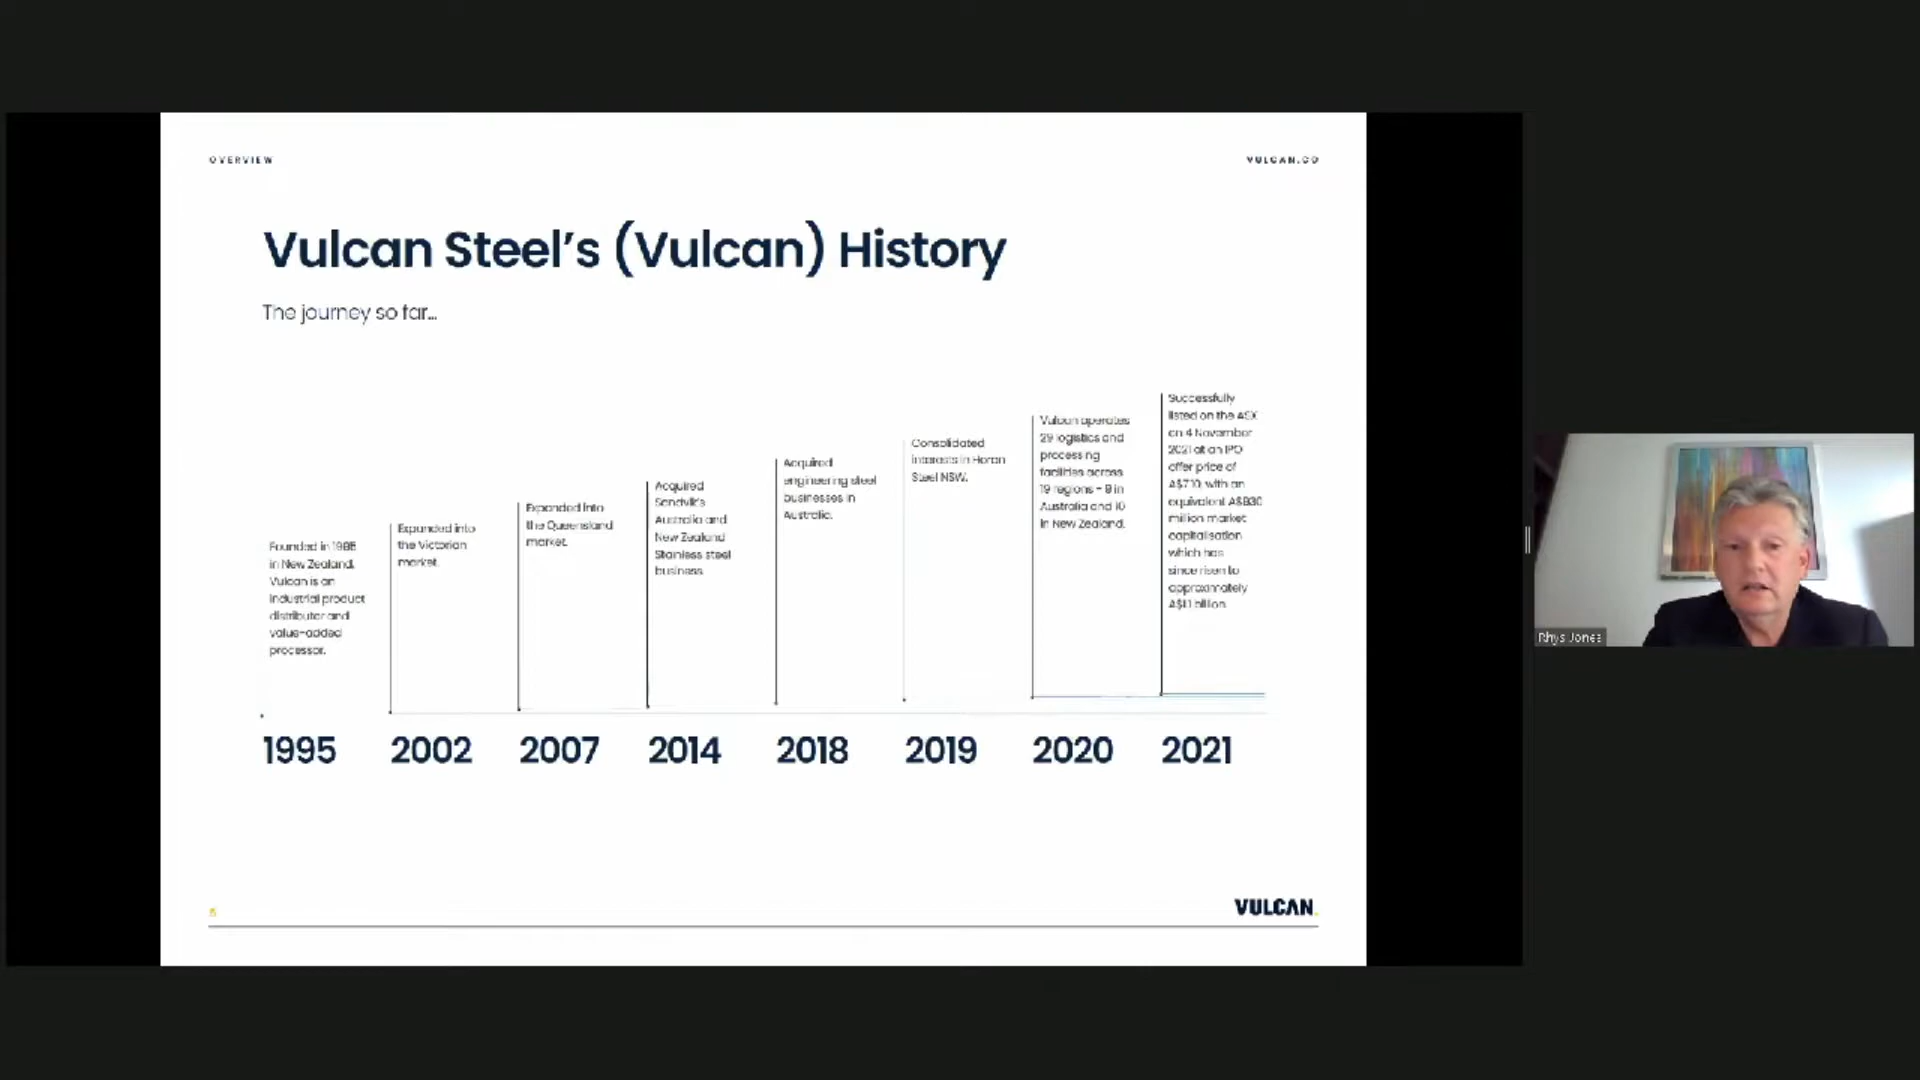 OVERVIEW
VULCAN.CO
Vulcan Steel's (Vulcan) History
The journey so far...
Founded in 1995
in New Zealand,
Vulcan is an
industrial product
distributor and
value-added
processor.
Expanded into
the Victorian
market.
Expanded into
the Queensland
market.
Acquired
Sandvik's
Australia and
New Zealand
Stainless steel
business.
Acquired
engineering steel
businesses in
Australia.
Consolidated
interests in Horan
Steel NSW.
Vulcan operates
29 logistics and
processing
facilities across
19 regions - 9 in
Australia and 10
in New Zealand.
Successfully
listed on the ASX
on 4 November
2021 at an IPO
offer price of
A$7.10, with an
equivalent A$930
million market
capitalisation
which has
since risen to
approximately
billion
1995
2002
2007
2014
2018
2019
2020
2021
VULCAN.
Rhys Jones